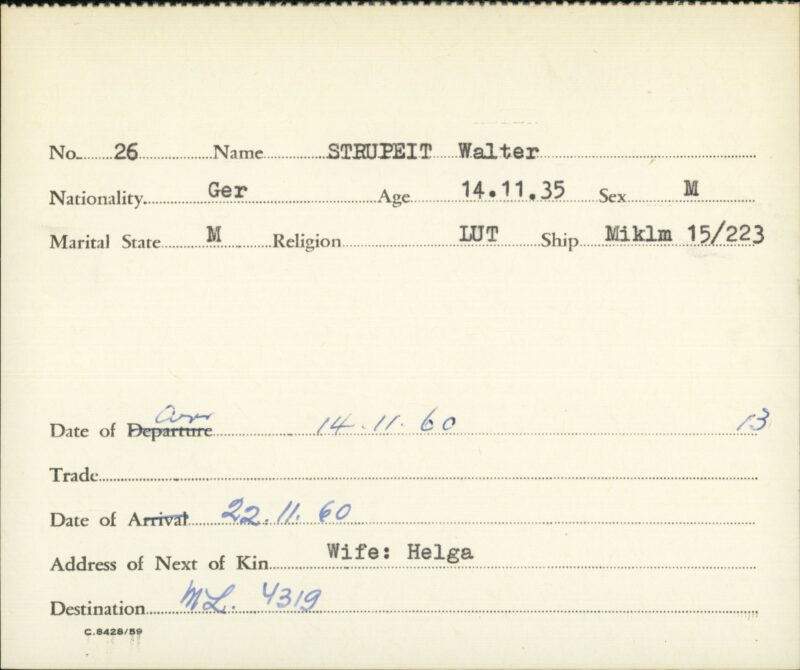 No. 26 Name STRUPEIT Walter
Nationality. Ger Age 14.11.35 Sex M
Marital State M Religion LUT Ship Miklm 15/223
Date of Departure arr 14.11.60 13
Trade
Date of Arrival 22.11.60
Address of Next of Kin Wife: Helga
Destination ML. 4319
C.8428/59